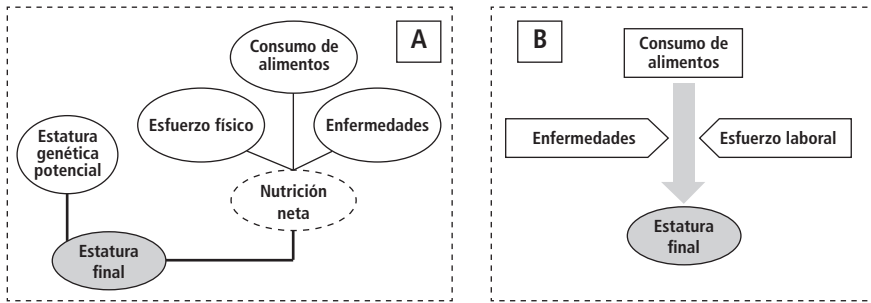 A
Consumo de
alimentos
Esfuerzo físico
Enfermedades
Estatura
genética
potencial
Nutrición
neta
Estatura
final
B
Consumo de
alimentos
Enfermedades
Esfuerzo laboral
Estatura
final